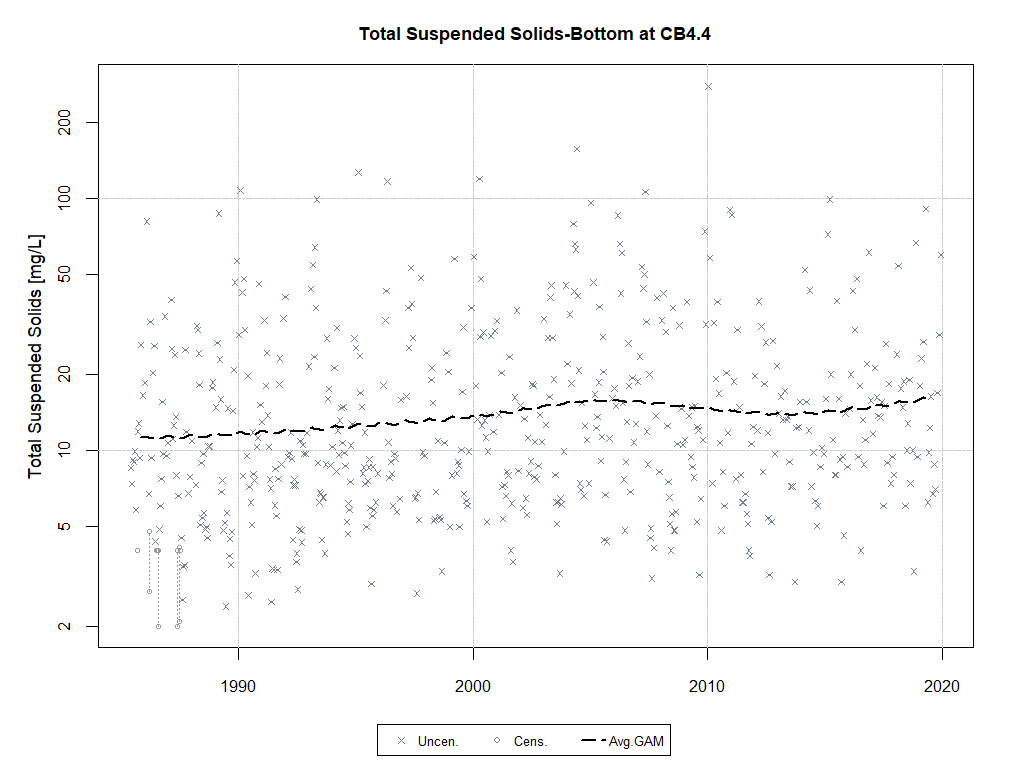 Total Suspended Solids-Bottom at CB4.4
Total Suspended Solids [mg/L]
200
100
50
20
10
5
2
1990 2000 2010 2020
Uncen. Cens. Avg.GAM